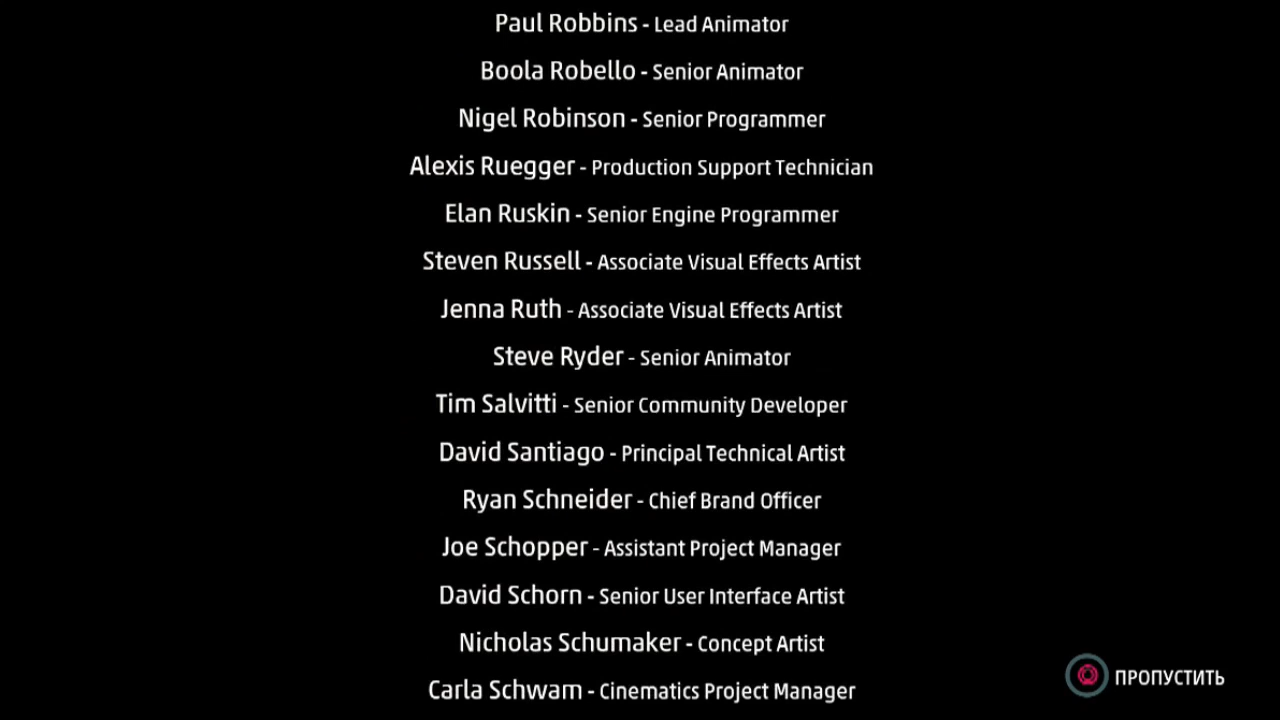 Paul Robbins - Lead Animator
Boola Robello - Senior Animator
Nigel Robinson - Senior Programmer
Alexis Ruegger - Production Support Technician
Elan Ruskin - Senior Engine Programmer
Steven Russell - Associate Visual Effects Artist
Jenna Ruth - Associate Visual Effects Artist
Steve Ryder - Senior Animator
Tim Salvitti - Senior Community Developer
David Santiago - Principal Technical Artist
Ryan Schneider - Chief Brand Officer
Joe Schopper - Assistant Project Manager
David Schorn - Senior User Interface Artist
Nicholas Schumaker - Concept Artist
Carla Schwam - Cinematics Project Manager
ПРОПУСТИТЬ